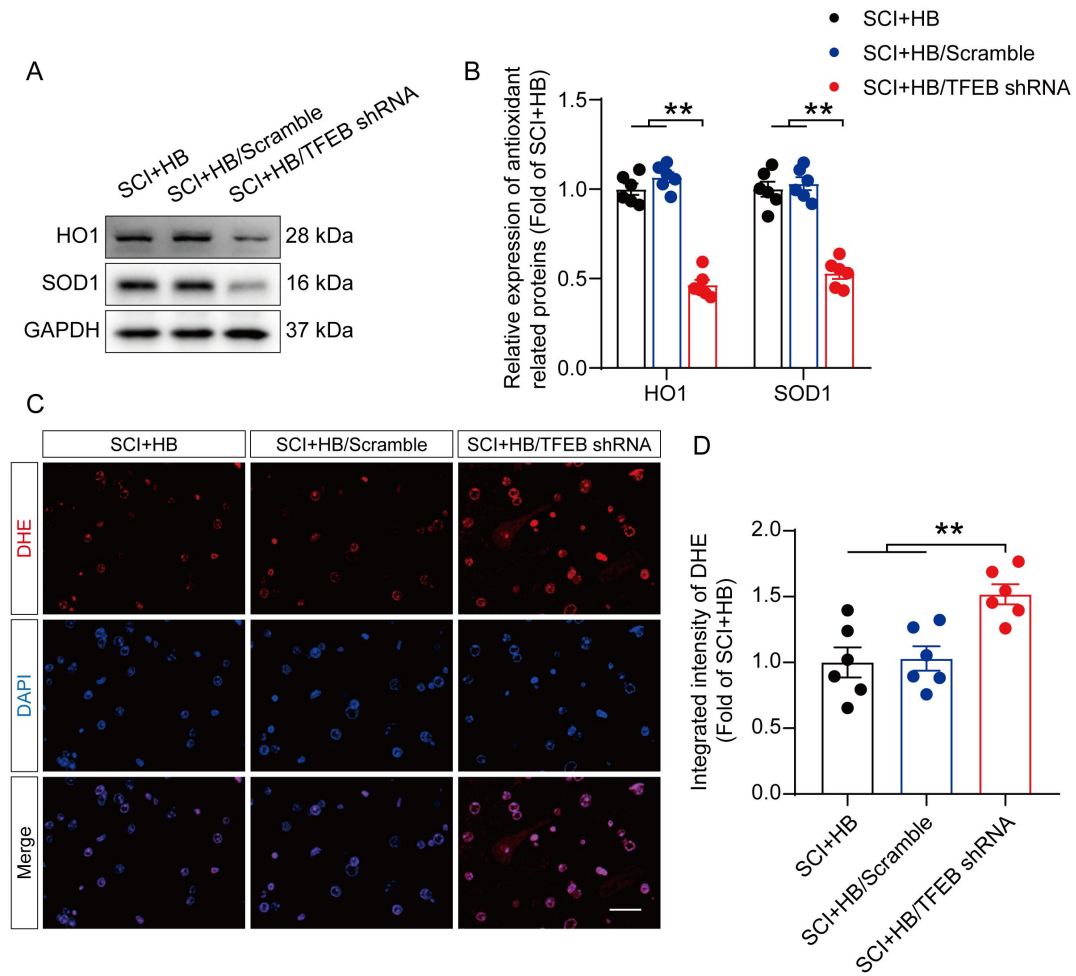 SCI+HB
SCI+HB/Scramble
SCI+HB/TFEB shRNA
A
SCI+HB
SCI+HB/Scramble
SCI+HB/TFEB shRNA
HO1
28 kDa
SOD1
16 kDa
GAPDH
37 kDa
B
Relative expression of antioxidant
related proteins (Fold of SCI+HB)
1.5
1.0
0.5
0.0
**
**
HO1
SOD1
C
SCI+HB
SCI+HB/Scramble
SCI+HB/TFEB shRNA
DHE
DAPI
Merge
D
Integrated intensity of DHE
(Fold of SCI+HB)
2.0
1.5
1.0
0.5
0.0
**
SCI+HB
SCI+HB/Scramble
SCI+HB/TFEB shRNA